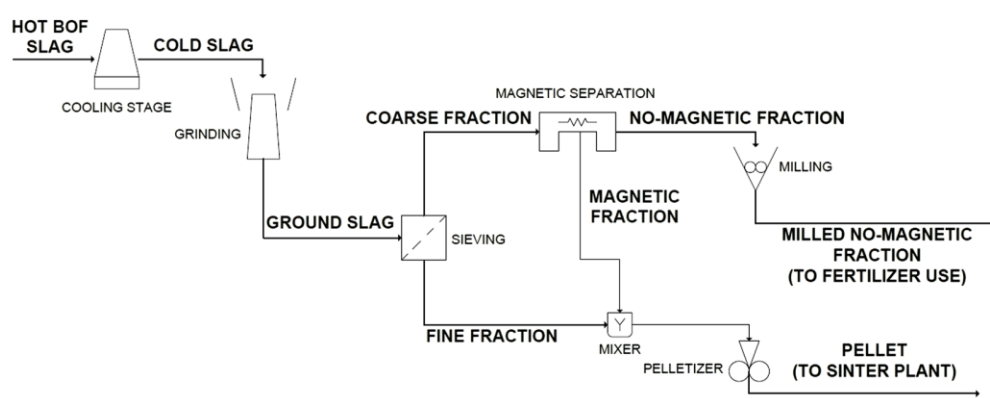 HOT BOF
SLAG
COLD SLAG
COOLING STAGE
GRINDING
MAGNETIC SEPARATION
COARSE FRACTION
NO-MAGNETIC FRACTION
MILLING
MAGNETIC
FRACTION
GROUND SLAG
SIEVING
MILLED NO-MAGNETIC
FRACTION
(TO FERTILIZER USE)
FINE FRACTION
MIXER
PELLETIZER
PELLET
(TO SINTER PLANT)